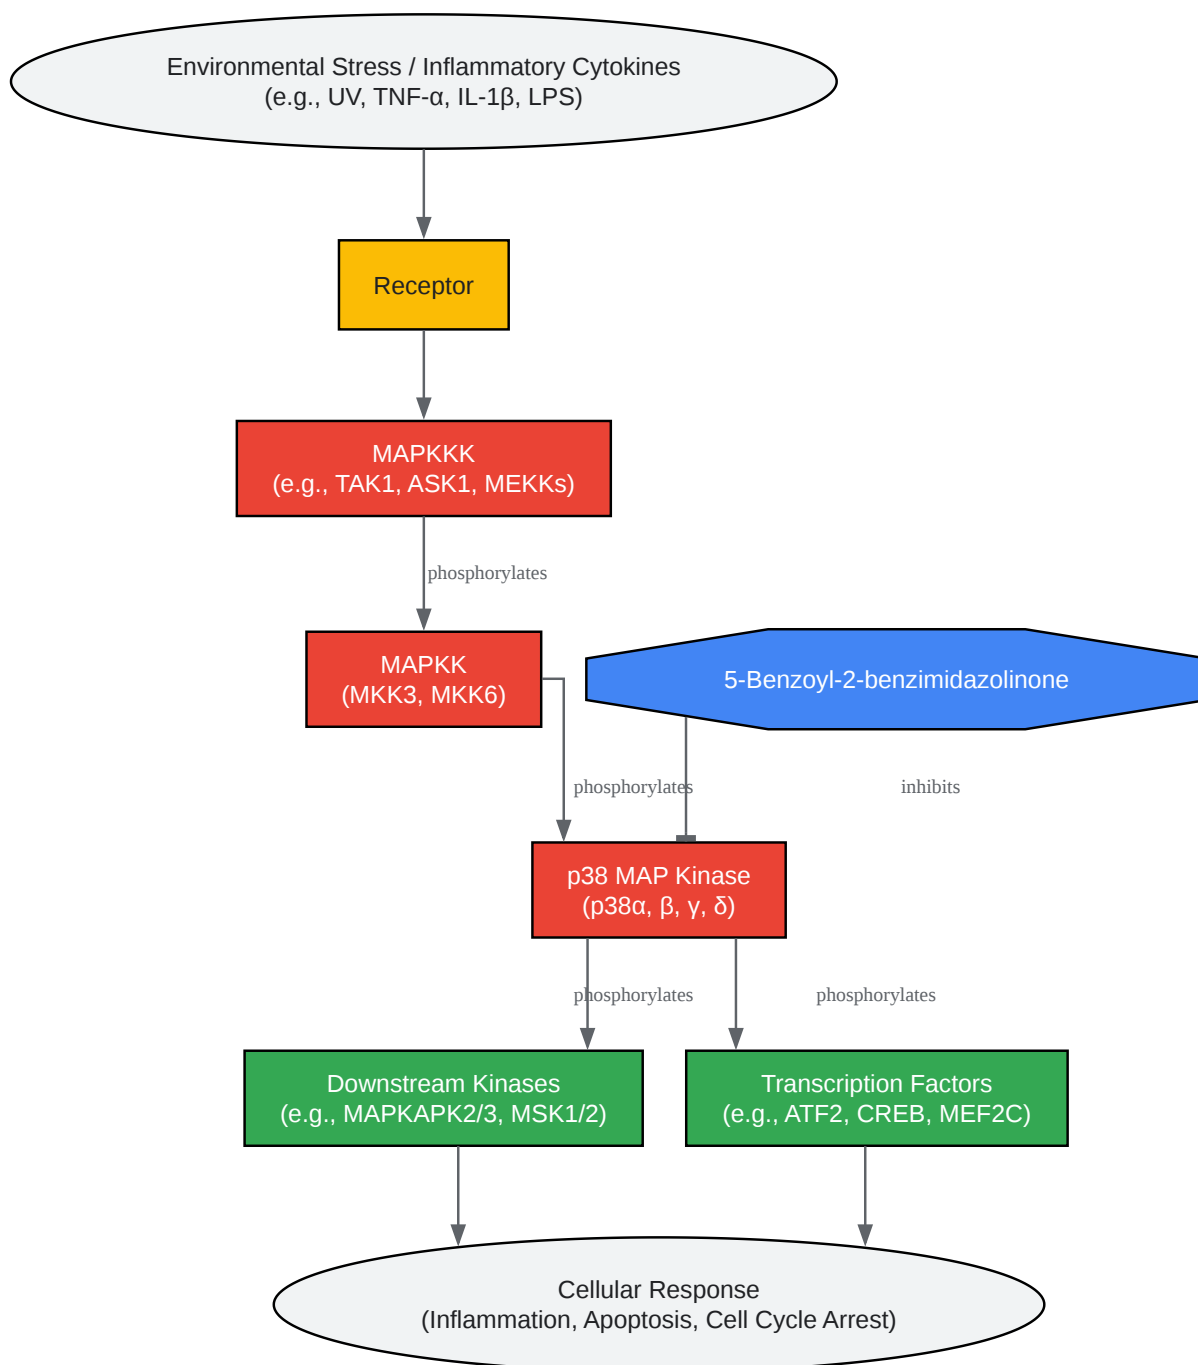 Environmental Stress / Inflammatory Cytokines
(e.g., UV, TNF-α, IL-1β, LPS)
Receptor
MAPKKK
(e.g., TAK1, ASK1, MEKKs)
phosphorylates
MAPKK
(MKK3, MKK6)
5-Benzoyl-2-benzimidazolinone
phosphorylates
inhibits
p38 MAP Kinase
(p38α, β, γ, δ)
phosphorylates
phosphorylates
Downstream Kinases
(e.g., MAPKAPK2/3, MSK1/2)
Transcription Factors
(e.g., ATF2, CREB, MEF2C)
Cellular Response
(Inflammation, Apoptosis, Cell Cycle Arrest)